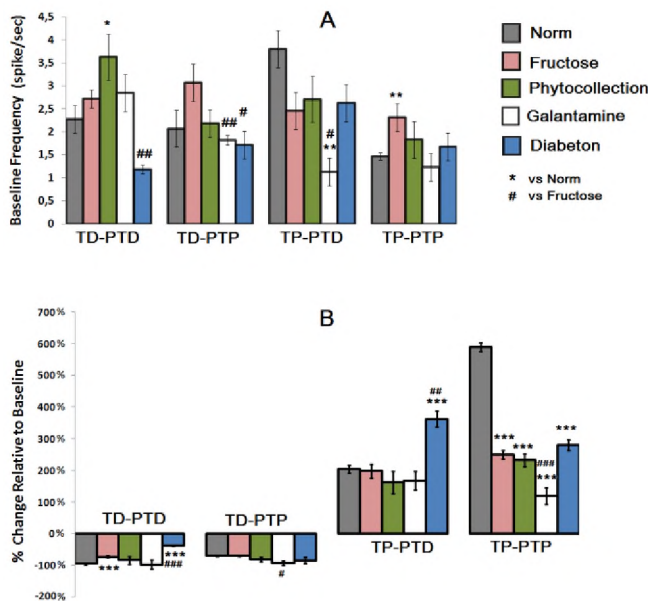 A
Baseline Frequency (spike/sec)
4,5
4
3,5
3
2,5
2
1,5
1
0,5
0
*
##
##
#
#
**
**
TD-PTD
TD-PTP
TP-PTD
TP-PTP
Norm
Fructose
Phytocollection
Galantamine
Diabeton
* vs Norm
# vs Fructose
B
% Change Relative to Baseline
700%
600%
500%
400%
300%
200%
100%
0%
-100%
-200%
TD-PTD
TD-PTP
TP-PTD
TP-PTP
***
***
###
#
##
***
***
***
###
***
***